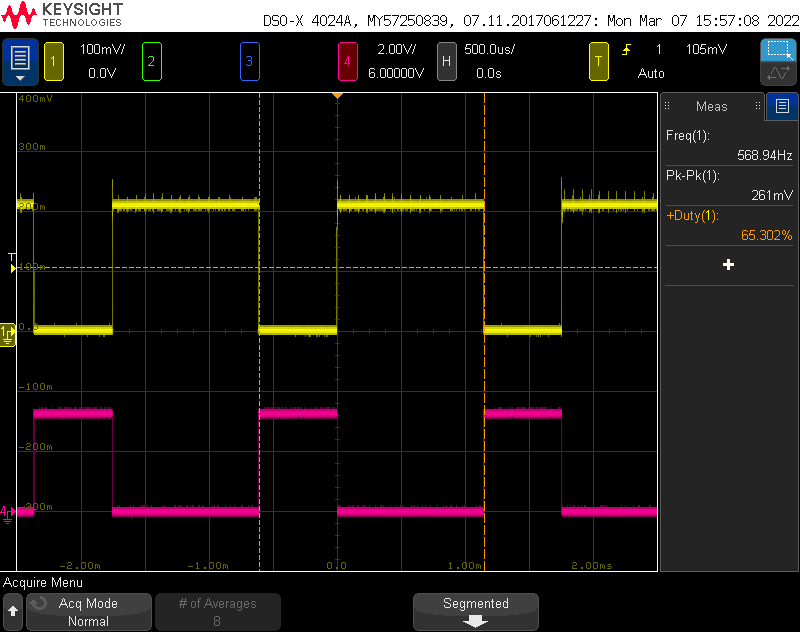 KEYSIGHT
TECHNOLOGIES
DSO-X 4024A, MY57250839, 07.11.2017061227: Mon Mar 07 15:57:08 2022
1 100mV/ 2 3 4 2.00V/ H 500.0us/ T 1 105mV
0.0V 6.00000V 0.0s Auto
400mV
300m
200m
T
100m
1 0.0
-100m
-200m
4 -300m
-2.00m -1.00m 0.0 1.00m 2.00ms
Meas
Freq(1):
568.94Hz
Pk-Pk(1):
261mV
+Duty(1):
65.302%
+
Acquire Menu
Acq Mode
Normal
# of Averages
8
Segmented